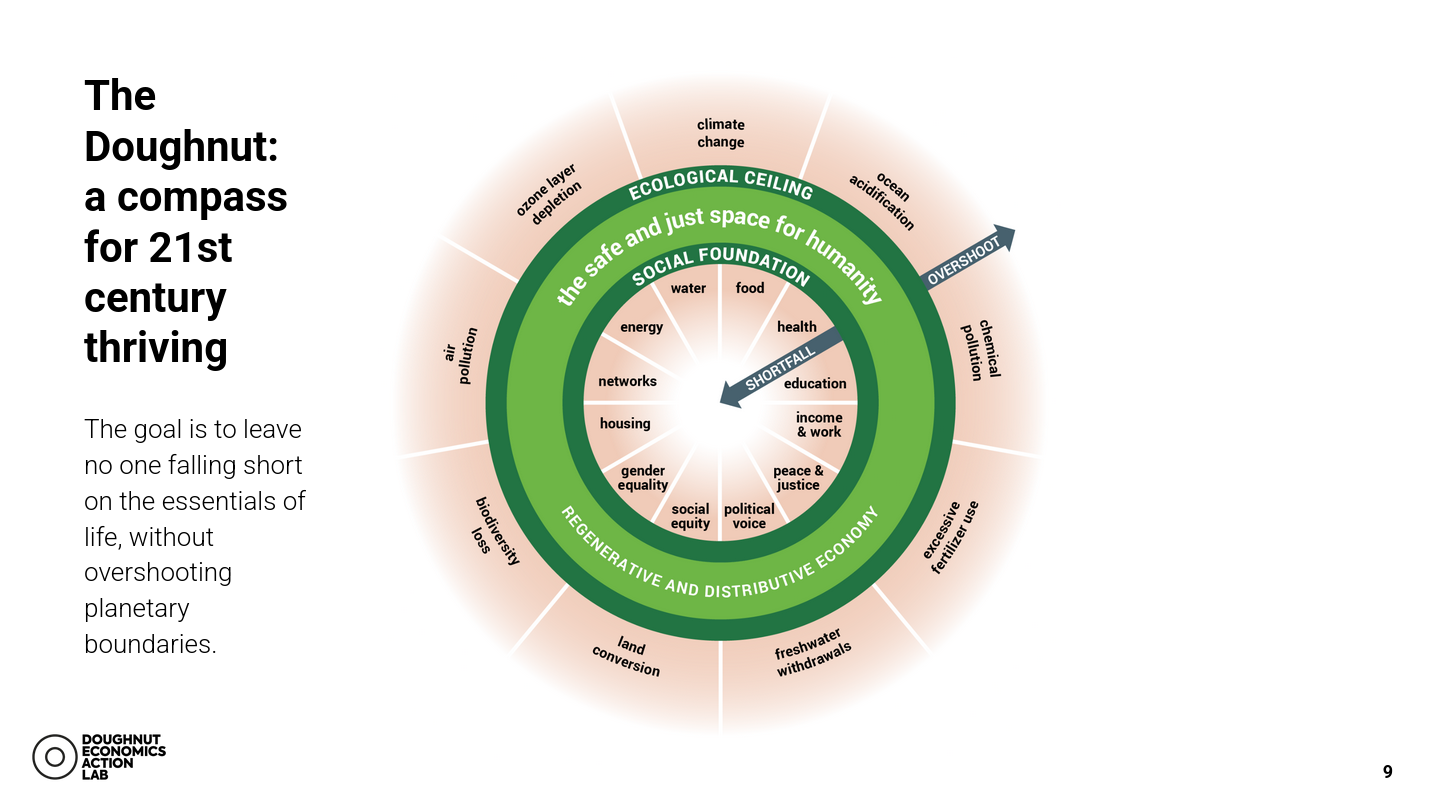 The
Doughnut:
a compass
for 21st
century
thriving
The goal is to leave
no one falling short
on the essentials of
life, without
overshooting
planetary
boundaries.
climate
change
ocean
acidification
chemical
pollution
excessive
fertilizer use
freshwater
withdrawals
land
conversion
biodiversity
loss
air
pollution
ozone layer
depletion
OVERSHOOT
ECOLOGICAL CEILING
the safe and just space for humanity
SOCIAL FOUNDATION
water
food
health
SHORTFALL
education
income
& work
peace &
justice
political
voice
social
equity
gender
equality
housing
networks
energy
REGENERATIVE AND DISTRIBUTIVE ECONOMY
DOUGHNUT
ECONOMICS
ACTION
LAB
9